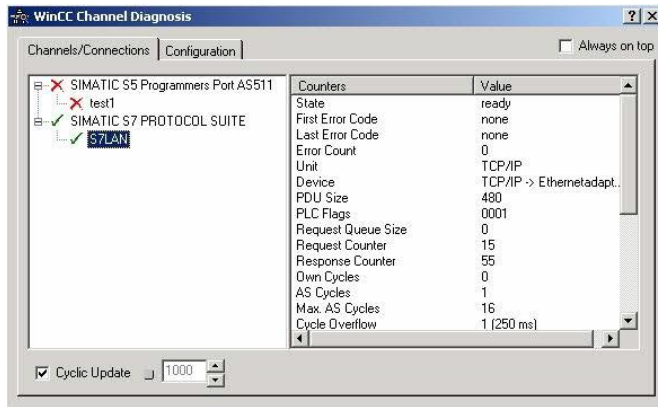 WinCC Channel Diagnosis
Channels/Connections Configuration Always on top
SIMATIC S5 Programmers Port AS511
test1
SIMATIC S7 PROTOCOL SUITE
S7LAN
Counters Value
State ready
First Error Code none
Last Error Code none
Error Count 0
Unit TCP/IP
Device TCP/IP -> Ethernetadapt..
PDU Size 480
PLC Flags 0001
Request Queue Size 0
Request Counter 15
Response Counter 55
Own Cycles 0
AS Cycles 1
Max. AS Cycles 16
Cycle Overflow 1 (250 ms)
Cyclic Update 1000